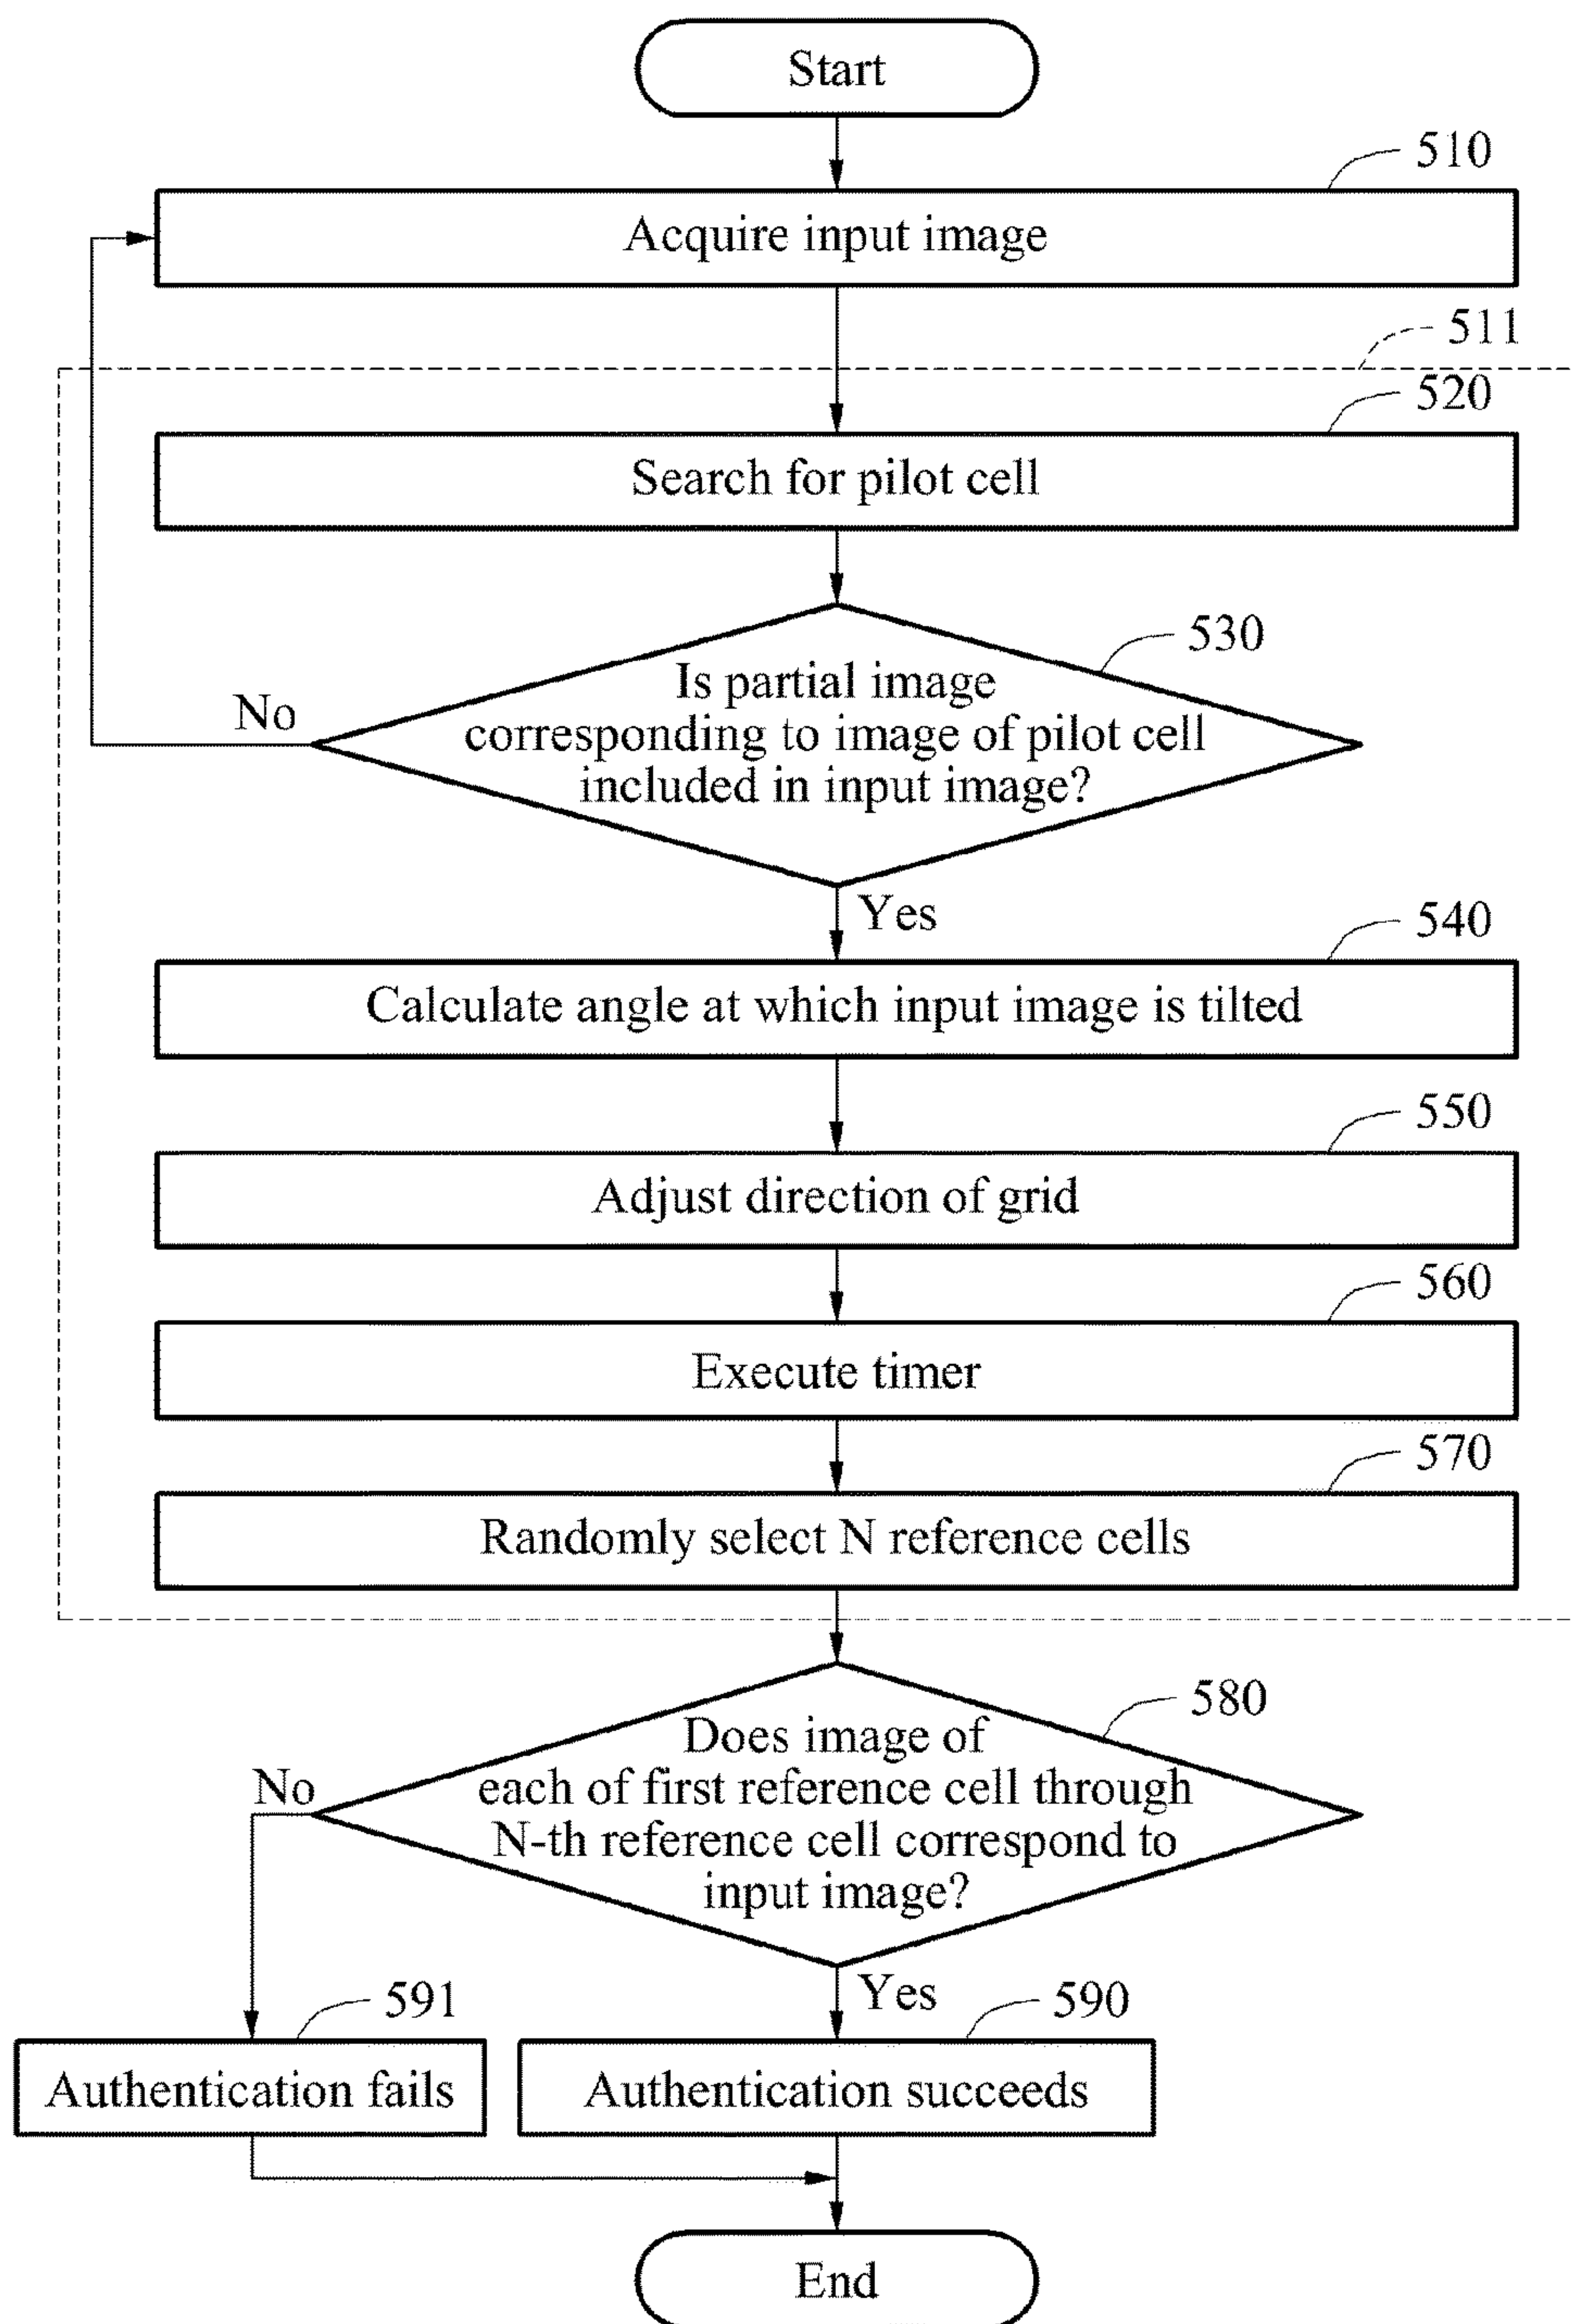 Start
510
Acquire input image
511
520
Search for pilot cell
530
Is partial image
corresponding to image of pilot cell
included in input image?
No
Yes
540
Calculate angle at which input image is tilted
550
Adjust direction of grid
560
Execute timer
570
Randomly select N reference cells
580
Does image of
each of first reference cell through
N-th reference cell correspond to
input image?
No
Yes
591
590
Authentication fails
Authentication succeeds
End